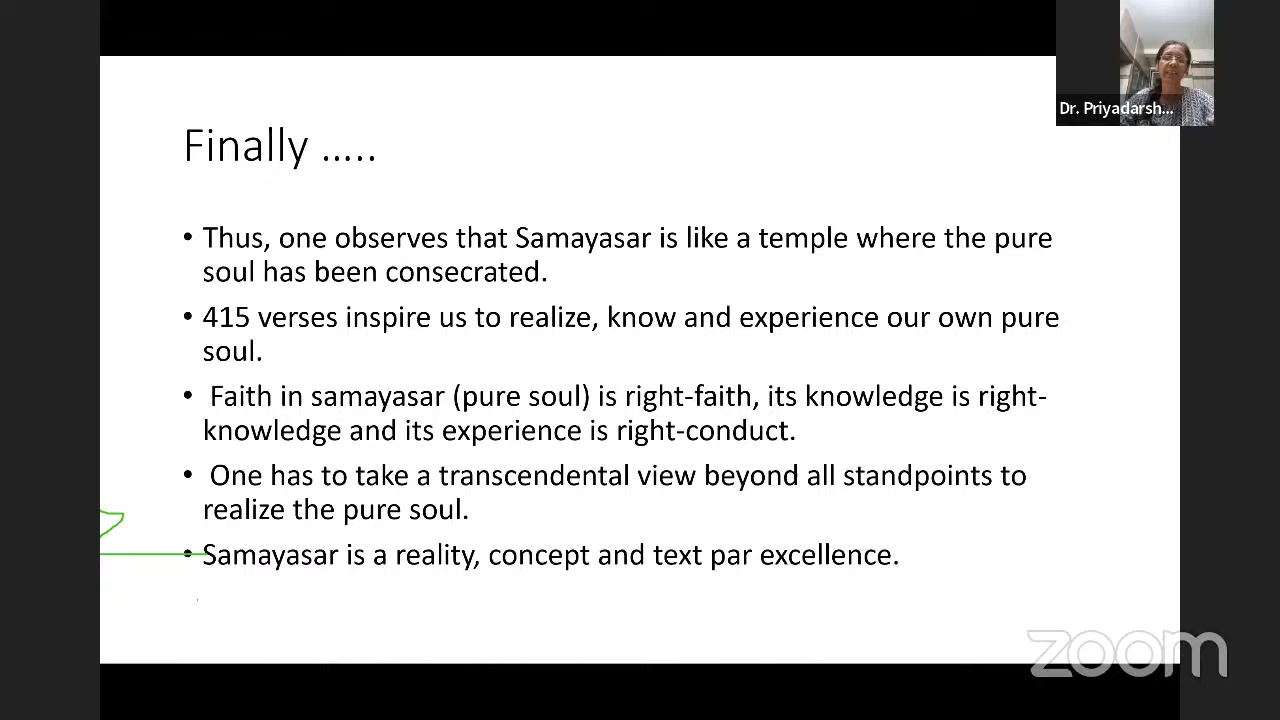 Dr. Priyadarsh...
Finally .....
• Thus, one observes that Samayasar is like a temple where the pure
soul has been consecrated.
• 415 verses inspire us to realize, know and experience our own pure
soul.
• Faith in samayasar (pure soul) is right-faith, its knowledge is right-
knowledge and its experience is right-conduct.
• One has to take a transcendental view beyond all standpoints to
realize the pure soul.
• Samayasar is a reality, concept and text par excellence.
zoom